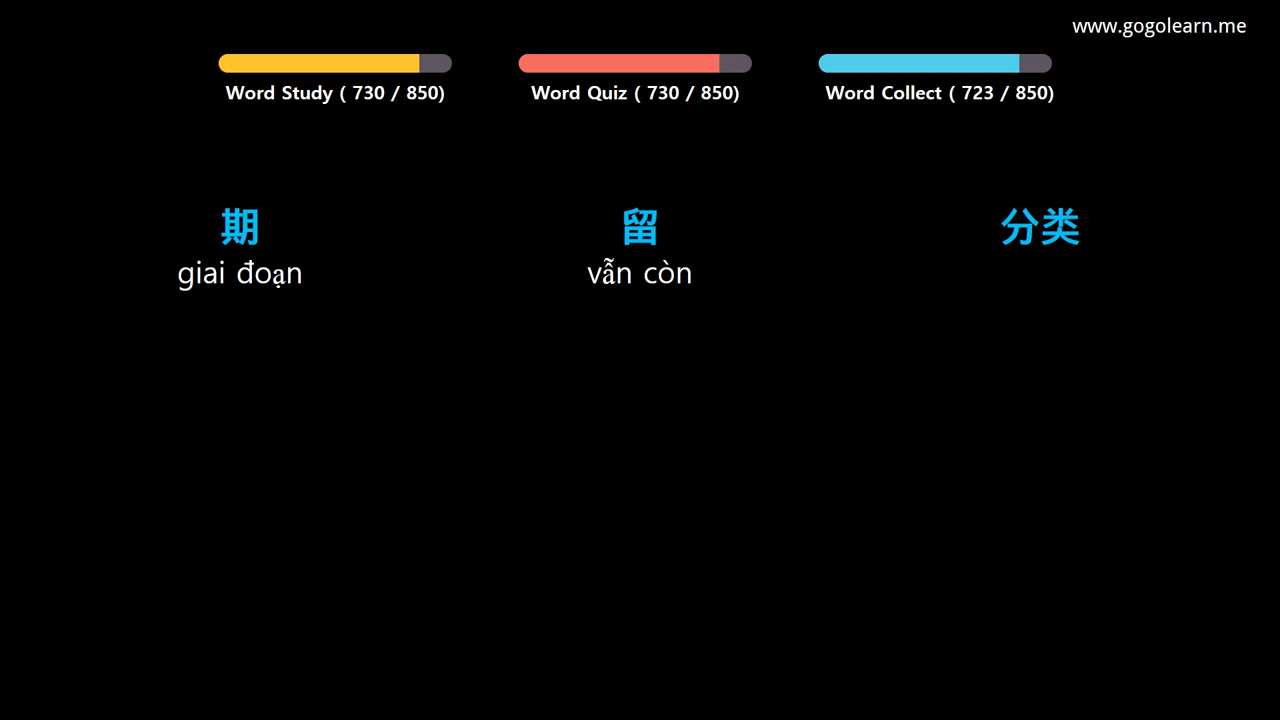 www.gogolearn.me
Word Study ( 730 / 850)
Word Quiz ( 730 / 850)
Word Collect ( 723 / 850)
期
留
分类
giai đoạn
vẫn còn